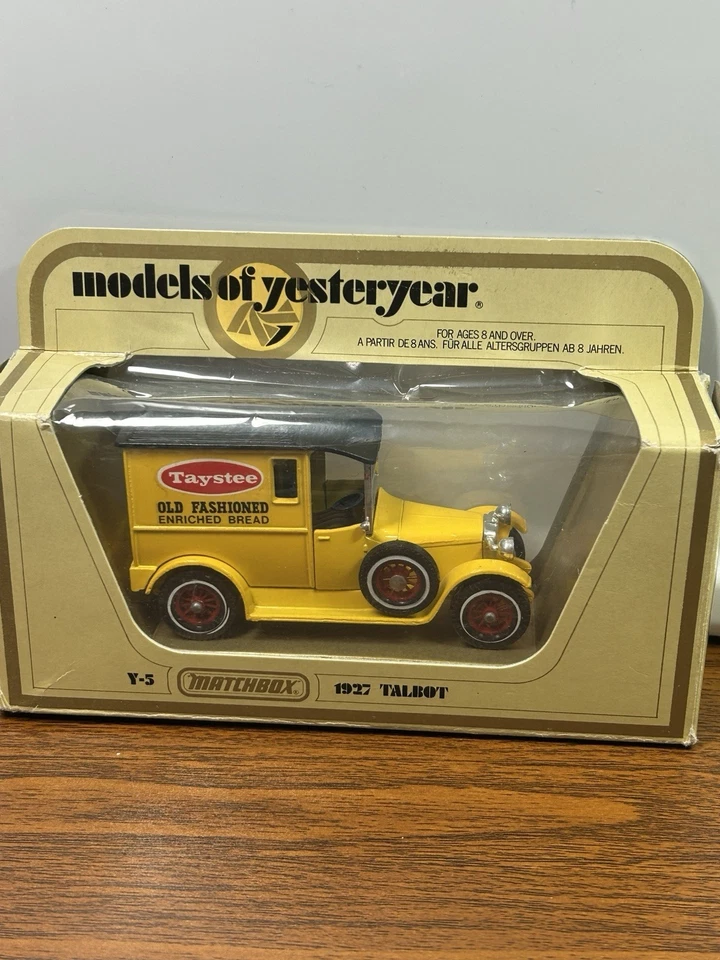 models of yesteryear®
FOR AGES 8 AND OVER.
A PARTIR DE 8 ANS. FÜR ALLE ALTERSGRUPPEN AB 8 JAHREN.
Taystee
OLD FASHIONED
ENRICHED BREAD
Y-5 MATCHBOX® 1927 TALBOT